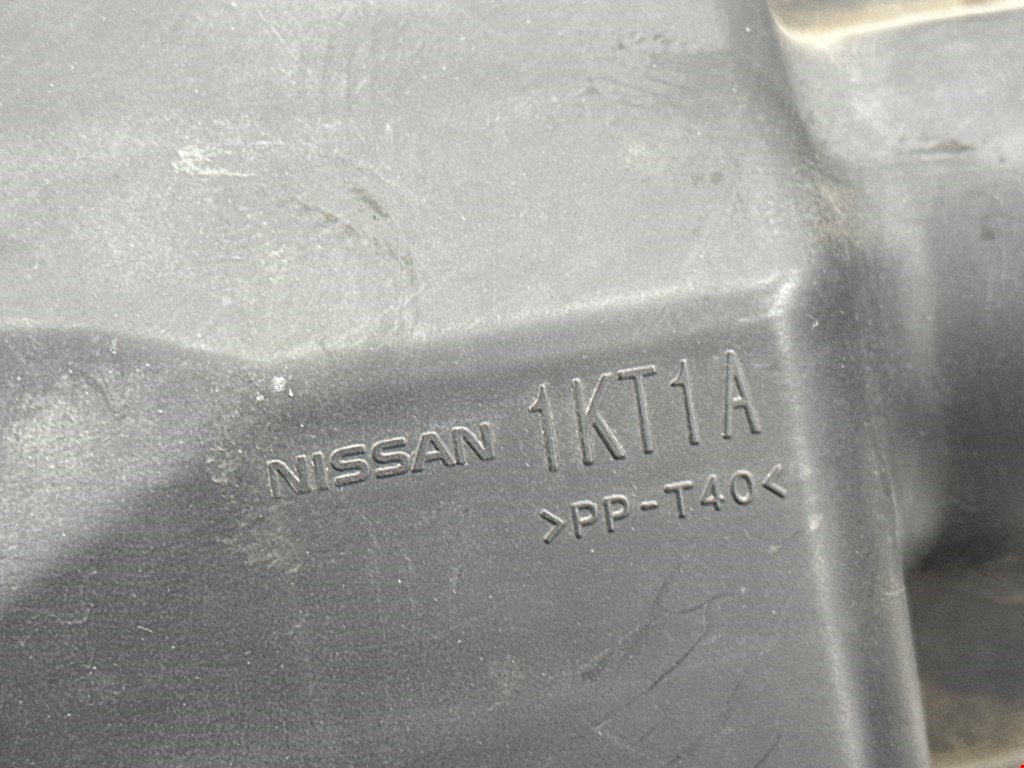 NISSAN 1KT1A
>PP-T40<